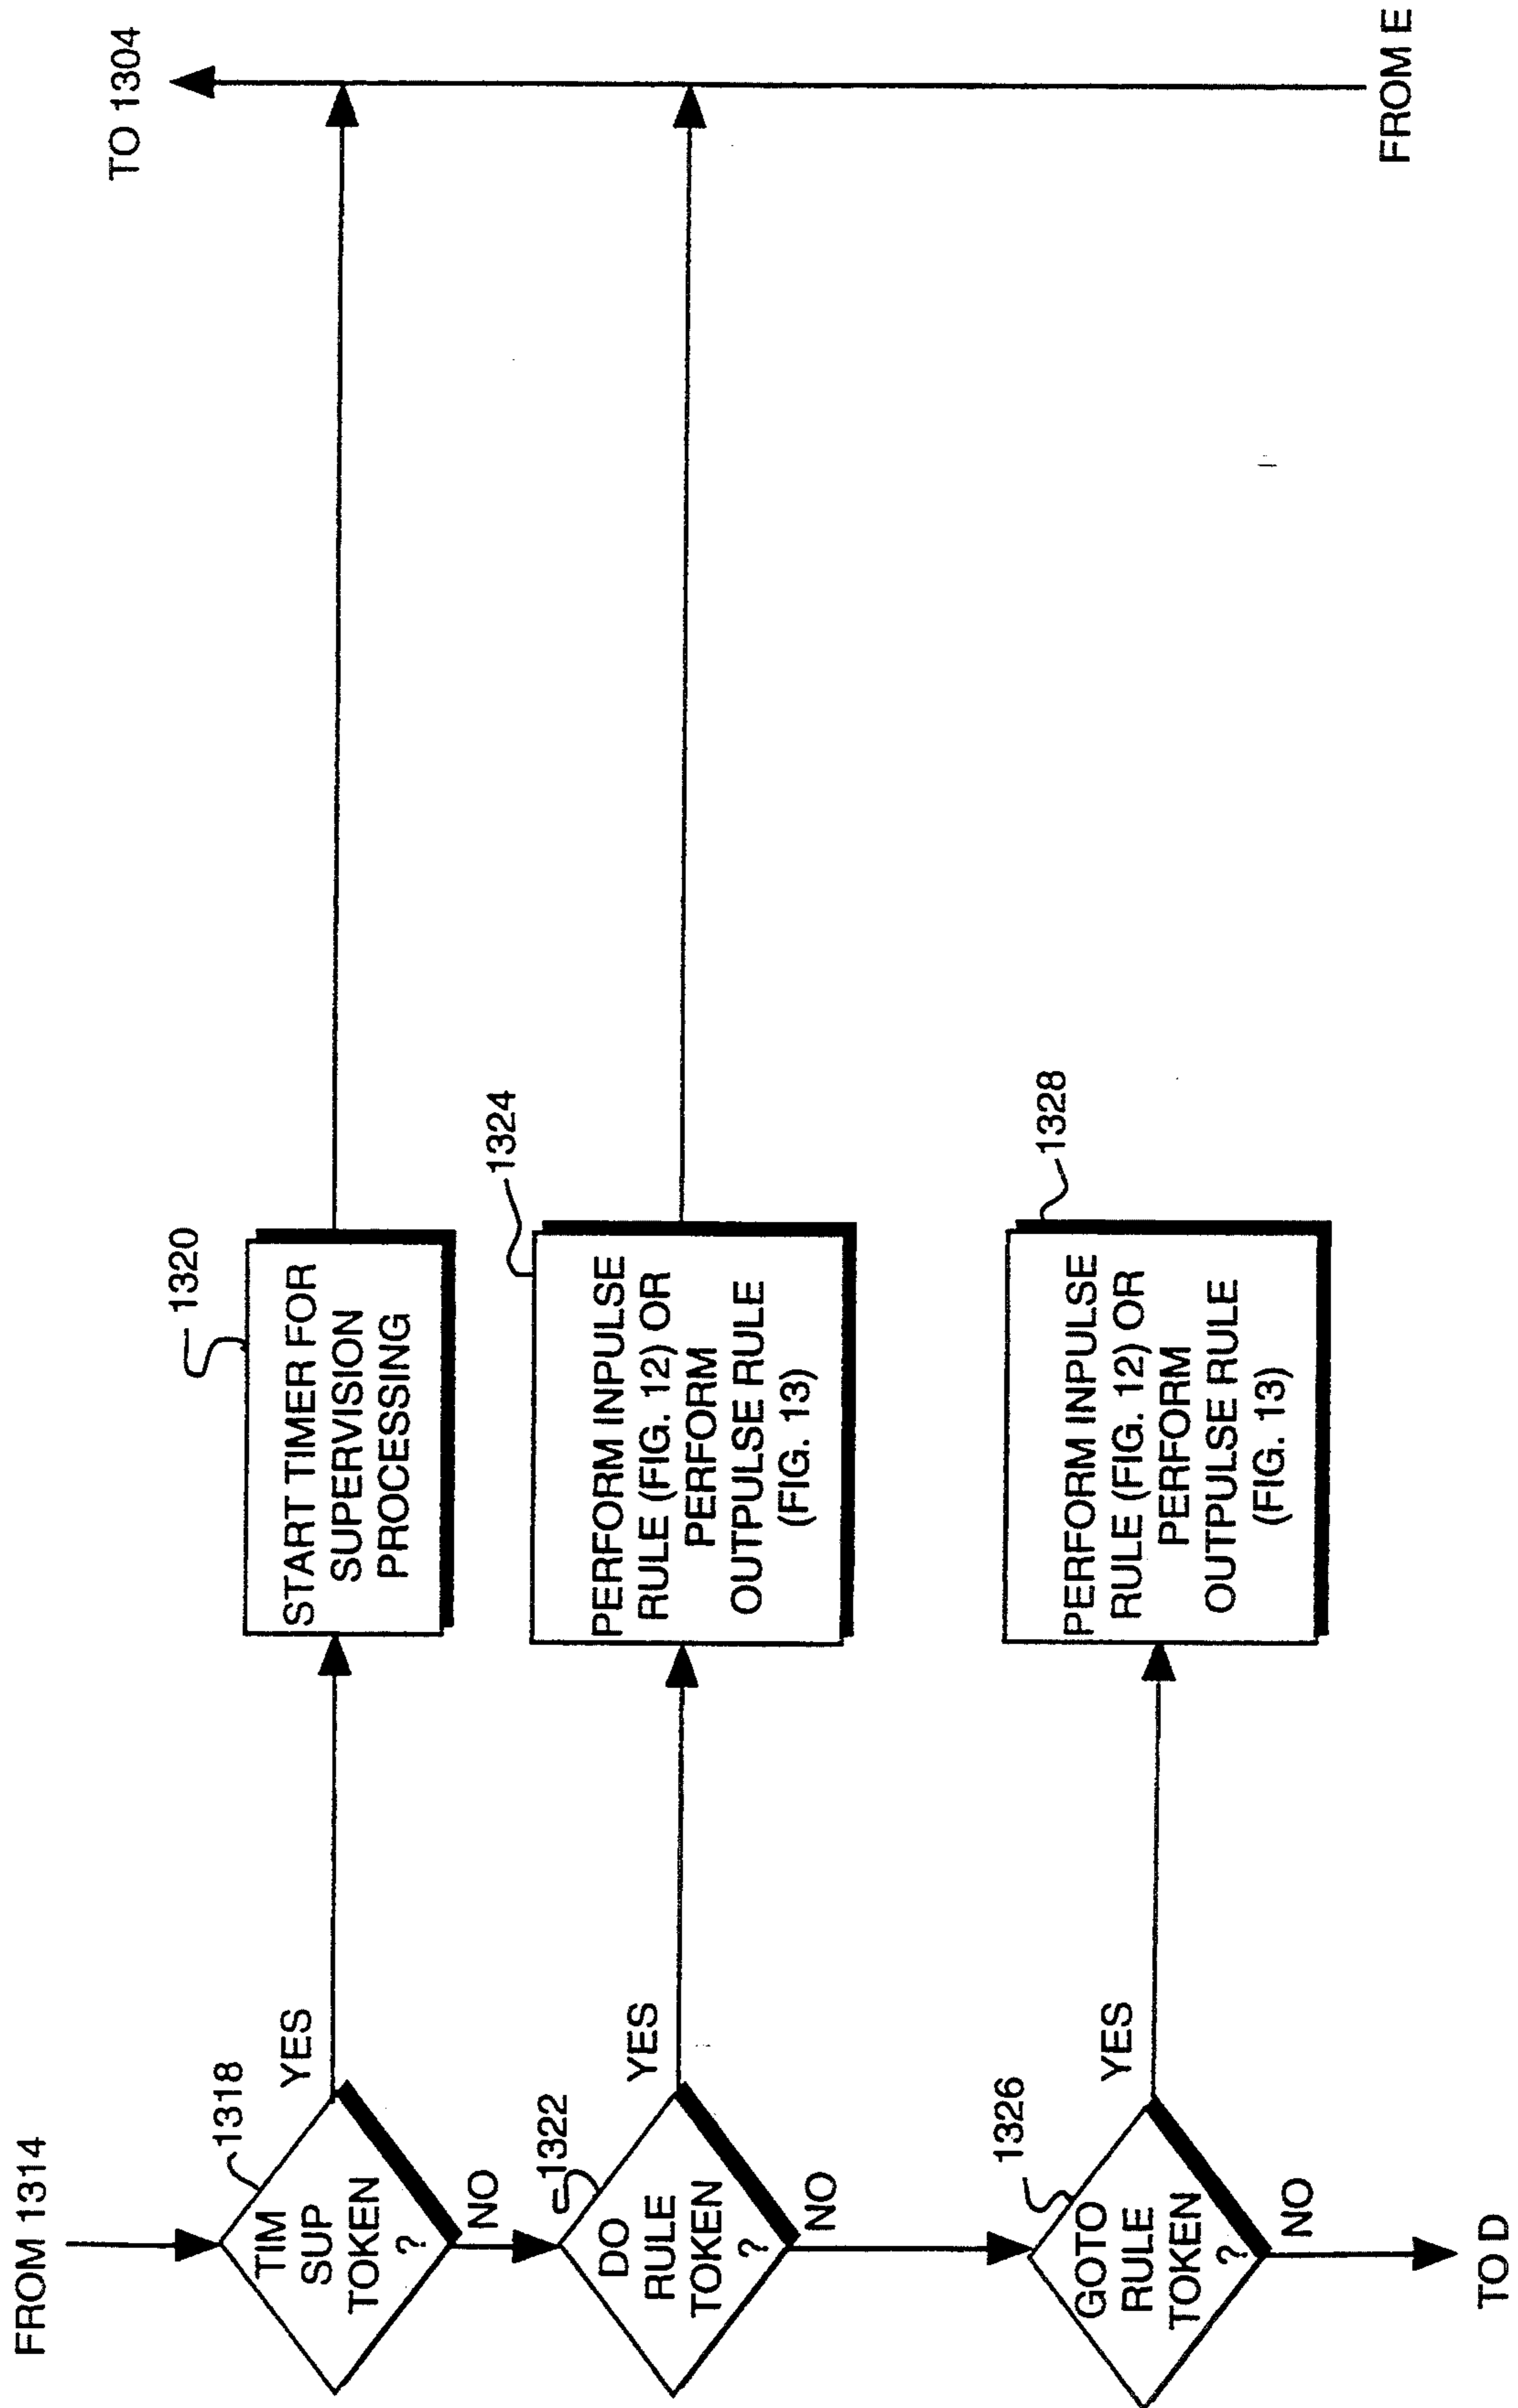 FROM 1314
TO 1304
1318
TIM
SUP
TOKEN
?
YES
NO
1320
START TIMER FOR
SUPERVISION
PROCESSING
1322
DO
RULE
TOKEN
?
YES
NO
1324
PERFORM INPULSE
RULE (FIG. 12) OR
PERFORM
OUTPULSE RULE
(FIG. 13)
1326
GOTO
RULE
TOKEN
?
YES
NO
1328
PERFORM INPULSE
RULE (FIG. 12) OR
PERFORM
OUTPULSE RULE
(FIG. 13)
TO D
FROM E